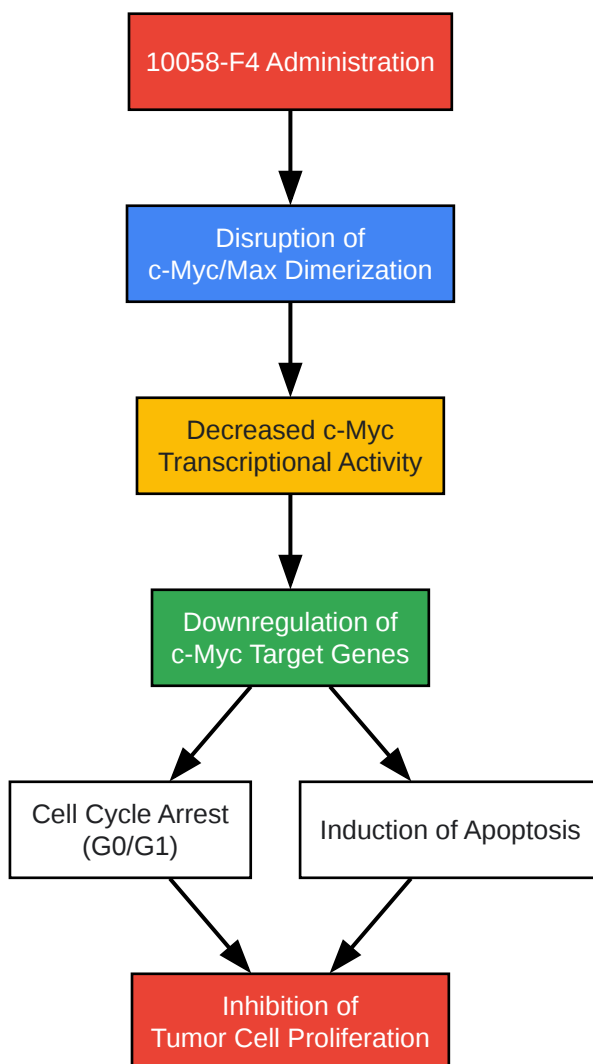 10058-F4 Administration
Disruption of
c-Myc/Max Dimerization
Decreased c-Myc
Transcriptional Activity
Downregulation of
c-Myc Target Genes
Cell Cycle Arrest
(G0/G1)
Induction of Apoptosis
Inhibition of
Tumor Cell Proliferation